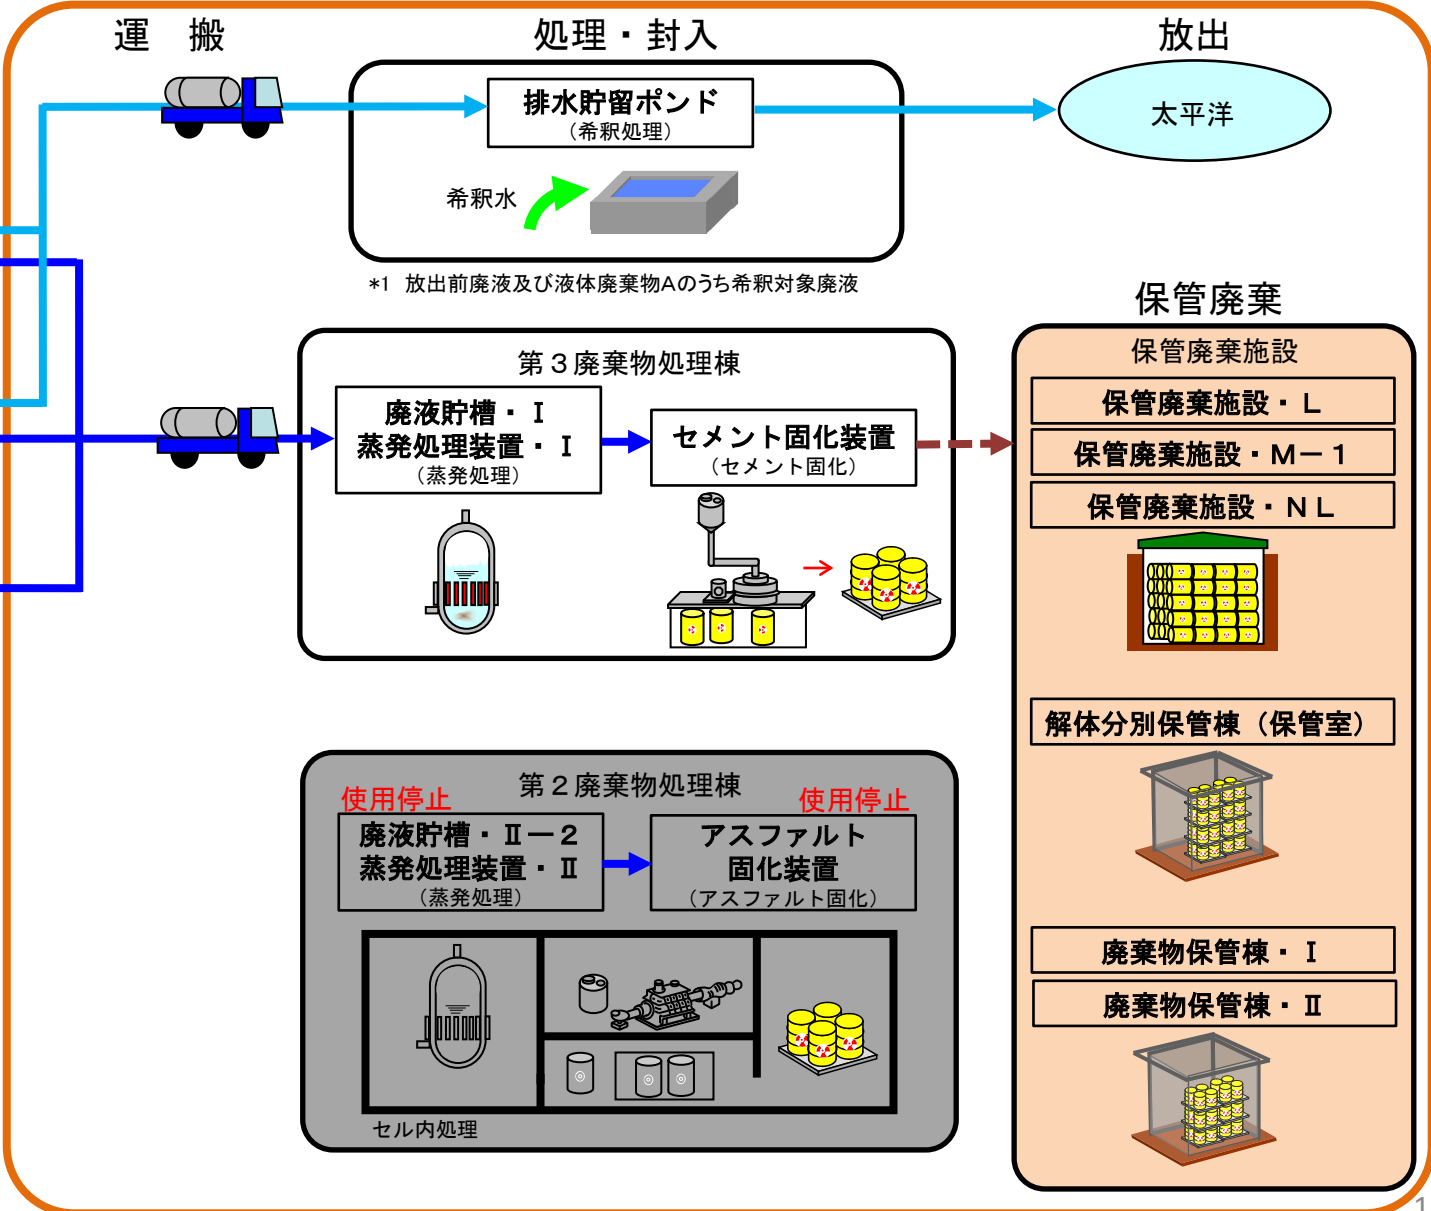 運　搬
処理・封入
放出
排水貯留ポンド
（希釈処理）
太平洋
希釈水
*1　放出前廃液及び液体廃棄物Aのうち希釈対象廃液
保管廃棄
第３廃棄物処理棟
廃液貯槽・Ⅰ
蒸発処理装置・Ⅰ
（蒸発処理）
セメント固化装置
（セメント固化）
保管廃棄施設
保管廃棄施設・Ｌ
保管廃棄施設・Ｍ－１
保管廃棄施設・ＮＬ
解体分別保管棟（保管室）
廃棄物保管棟・Ⅰ
廃棄物保管棟・Ⅱ
第２廃棄物処理棟
使用停止
使用停止
廃液貯槽・Ⅱ－２
蒸発処理装置・Ⅱ
（蒸発処理）
アスファルト
固化装置
（アスファルト固化）
セル内処理
1